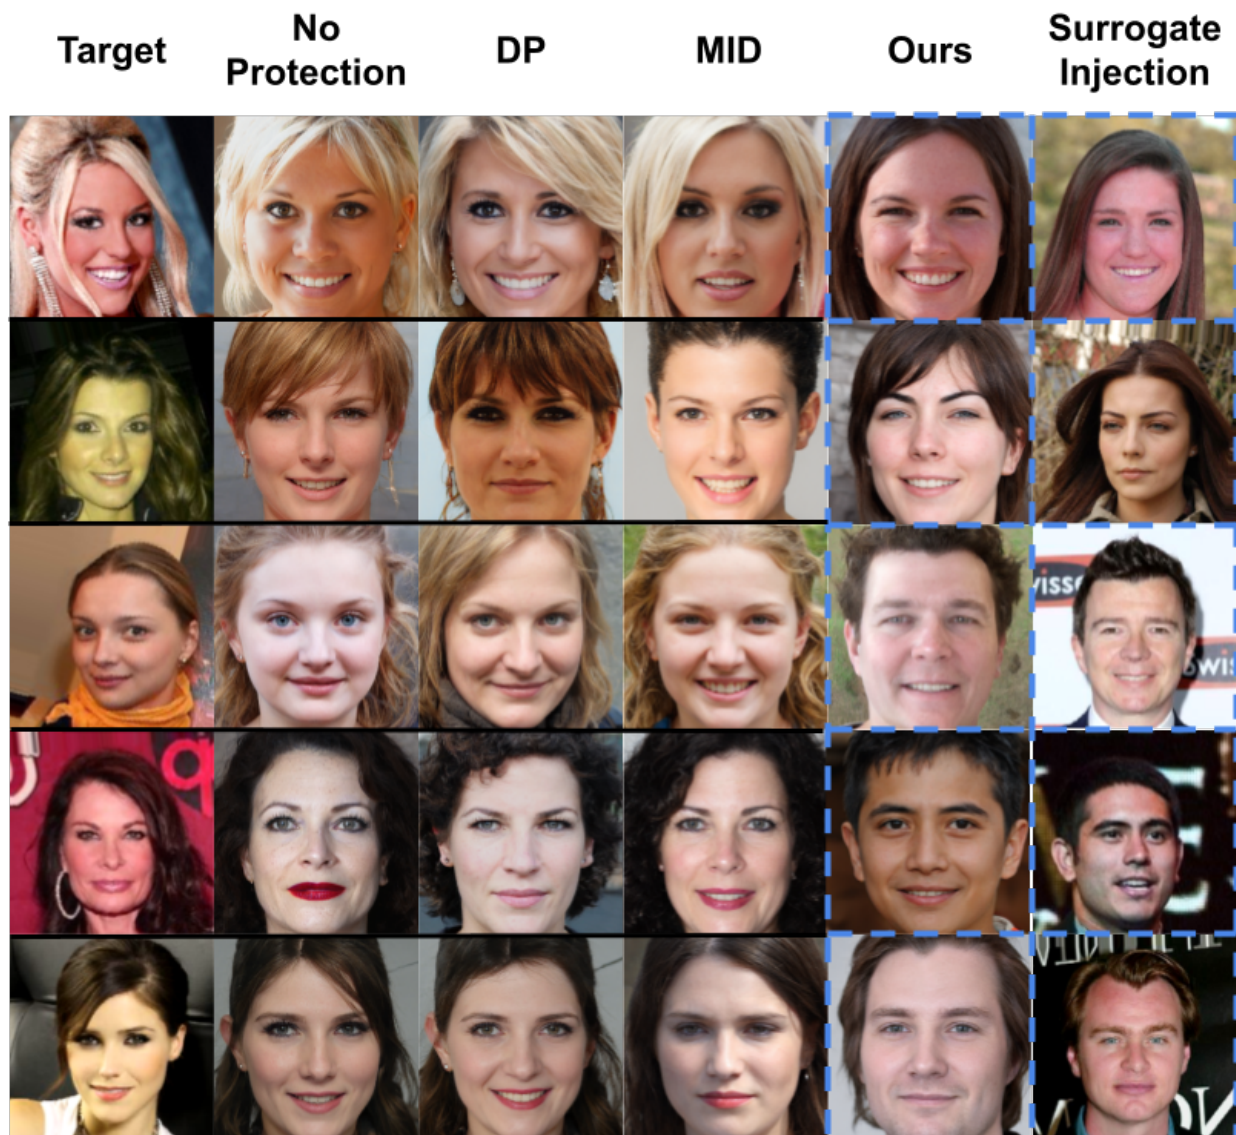 Target
No
Protection
DP
MID
Ours
Surrogate
Injection